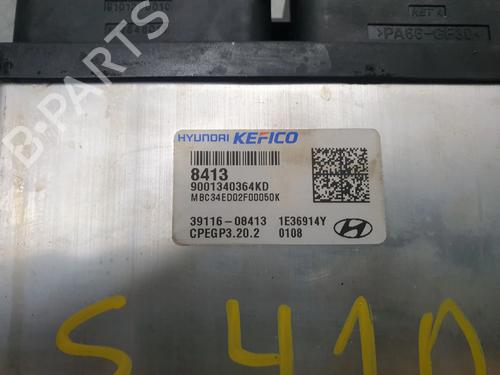 >PA66-GF30<
HYUNDAI KEFICO
8413
9001340364KD
MBC34ED02F00050K
39116-08413 1E36914Y
CPEGP3.20.2 0108
B-PARTS
S 410